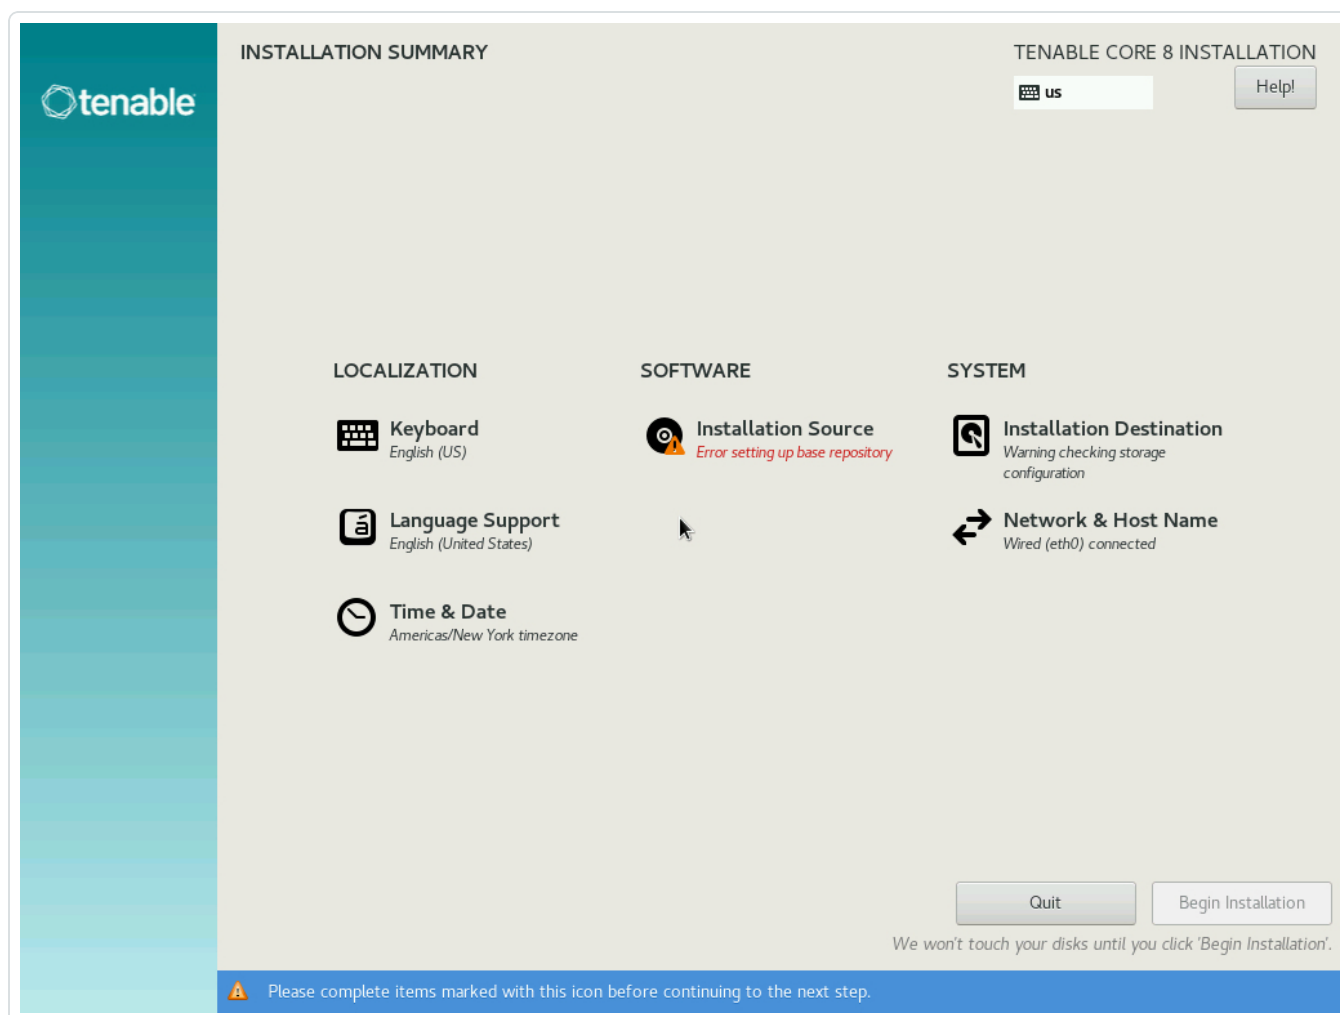 INSTALLATION SUMMARY
TENABLE CORE 8 INSTALLATION
tenable
us
Help!
LOCALIZATION
Keyboard
English (US)
Language Support
English (United States)
Time & Date
Americas/New York timezone
SOFTWARE
Installation Source
Error setting up base repository
SYSTEM
Installation Destination
Warning checking storage
configuration
Network & Host Name
Wired (eth0) connected
Quit
Begin Installation
We won't touch your disks until you click 'Begin Installation'.
Please complete items marked with this icon before continuing to the next step.